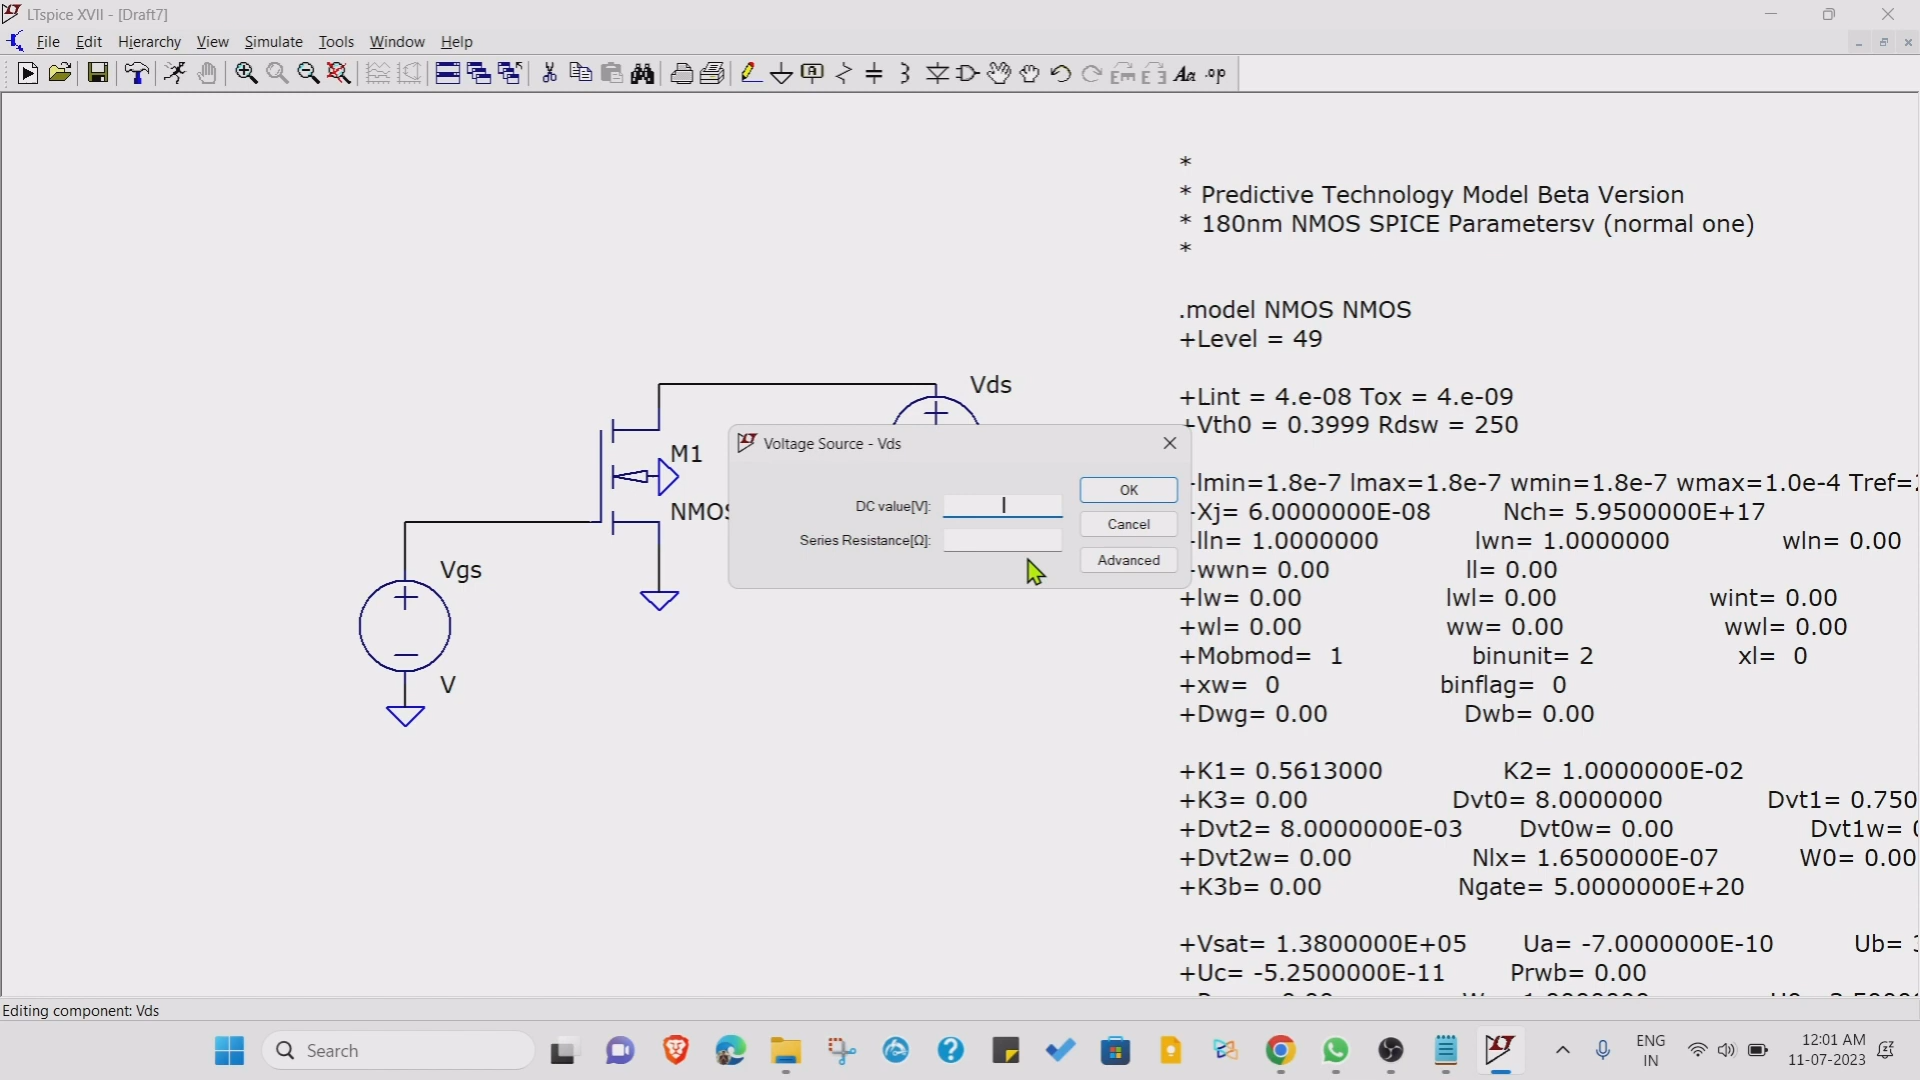 LTspice XVII - [Draft7]
File Edit Hierarchy View Simulate Tools Window Help
Aa .op
*
* Predictive Technology Model Beta Version
* 180nm NMOS SPICE Parametersv (normal one)
*
.model NMOS NMOS
+Level = 49
+Lint = 4.e-08 Tox = 4.e-09
+Vth0 = 0.3999 Rdsw = 250
lmin=1.8e-7 lmax=1.8e-7 wmin=1.8e-7 wmax=1.0e-4 Tref=
Xj= 6.0000000E-08 Nch= 5.9500000E+17
lln= 1.0000000 lwn= 1.0000000 wln= 0.00
wwn= 0.00 ll= 0.00
+lw= 0.00 lwl= 0.00 wint= 0.00
+wl= 0.00 ww= 0.00 wwl= 0.00
+Mobmod= 1 binunit= 2 xl= 0
+xw= 0 binflag= 0
+Dwg= 0.00 Dwb= 0.00
+K1= 0.5613000 K2= 1.0000000E-02
+K3= 0.00 Dvt0= 8.0000000 Dvt1= 0.750
+Dvt2= 8.0000000E-03 Dvt0w= 0.00 Dvt1w=
+Dvt2w= 0.00 Nlx= 1.6500000E-07 W0= 0.00
+K3b= 0.00 Ngate= 5.0000000E+20
+Vsat= 1.3800000E+05 Ua= -7.0000000E-10 Ub=
+Uc= -5.2500000E-11 Prwb= 0.00
Vds
M1
NMOS
Vgs
V
Voltage Source - Vds
DC value[V]:
Series Resistance[Ω]:
OK
Cancel
Advanced
Editing component: Vds
Search
ENG
IN
12:01 AM
11-07-2023